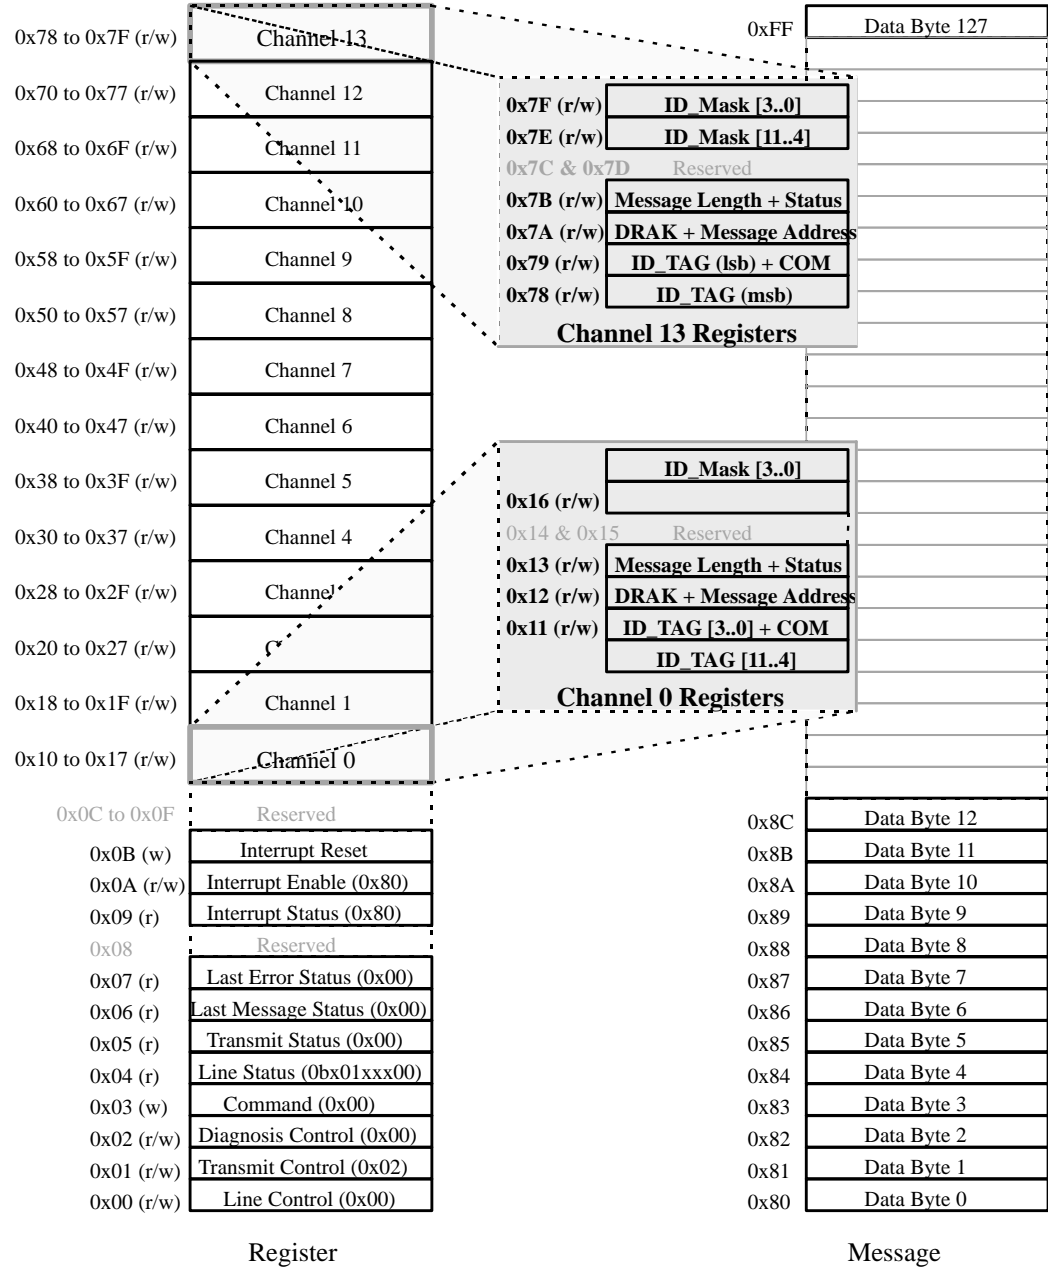 0x78 to 0x7F (r/w) Channel 13
0x70 to 0x77 (r/w) Channel 12
0x68 to 0x6F (r/w) Channel 11
0x60 to 0x67 (r/w) Channel 10
0x58 to 0x5F (r/w) Channel 9
0x50 to 0x57 (r/w) Channel 8
0x48 to 0x4F (r/w) Channel 7
0x40 to 0x47 (r/w) Channel 6
0x38 to 0x3F (r/w) Channel 5
0x30 to 0x37 (r/w) Channel 4
0x28 to 0x2F (r/w) Channel
0x20 to 0x27 (r/w)
0x18 to 0x1F (r/w) Channel 1
0x10 to 0x17 (r/w) Channel 0
0x0C to 0x0F Reserved
0x0B (w) Interrupt Reset
0x0A (r/w) Interrupt Enable (0x80)
0x09 (r) Interrupt Status (0x80)
0x08 Reserved
0x07 (r) Last Error Status (0x00)
0x06 (r) Last Message Status (0x00)
0x05 (r) Transmit Status (0x00)
0x04 (r) Line Status (0bx01xxx00)
0x03 (w) Command (0x00)
0x02 (r/w) Diagnosis Control (0x00)
0x01 (r/w) Transmit Control (0x02)
0x00 (r/w) Line Control (0x00)
Register
0x7F (r/w) ID_Mask [3..0]
0x7E (r/w) ID_Mask [11..4]
0x7C & 0x7D Reserved
0x7B (r/w) Message Length + Status
0x7A (r/w) DRAK + Message Address
0x79 (r/w) ID_TAG (lsb) + COM
0x78 (r/w) ID_TAG (msb)
Channel 13 Registers
ID_Mask [3..0]
0x16 (r/w)
0x14 & 0x15 Reserved
0x13 (r/w) Message Length + Status
0x12 (r/w) DRAK + Message Address
0x11 (r/w) ID_TAG [3..0] + COM
ID_TAG [11..4]
Channel 0 Registers
0xFF Data Byte 127
0x8C Data Byte 12
0x8B Data Byte 11
0x8A Data Byte 10
0x89 Data Byte 9
0x88 Data Byte 8
0x87 Data Byte 7
0x86 Data Byte 6
0x85 Data Byte 5
0x84 Data Byte 4
0x83 Data Byte 3
0x82 Data Byte 2
0x81 Data Byte 1
0x80 Data Byte 0
Message